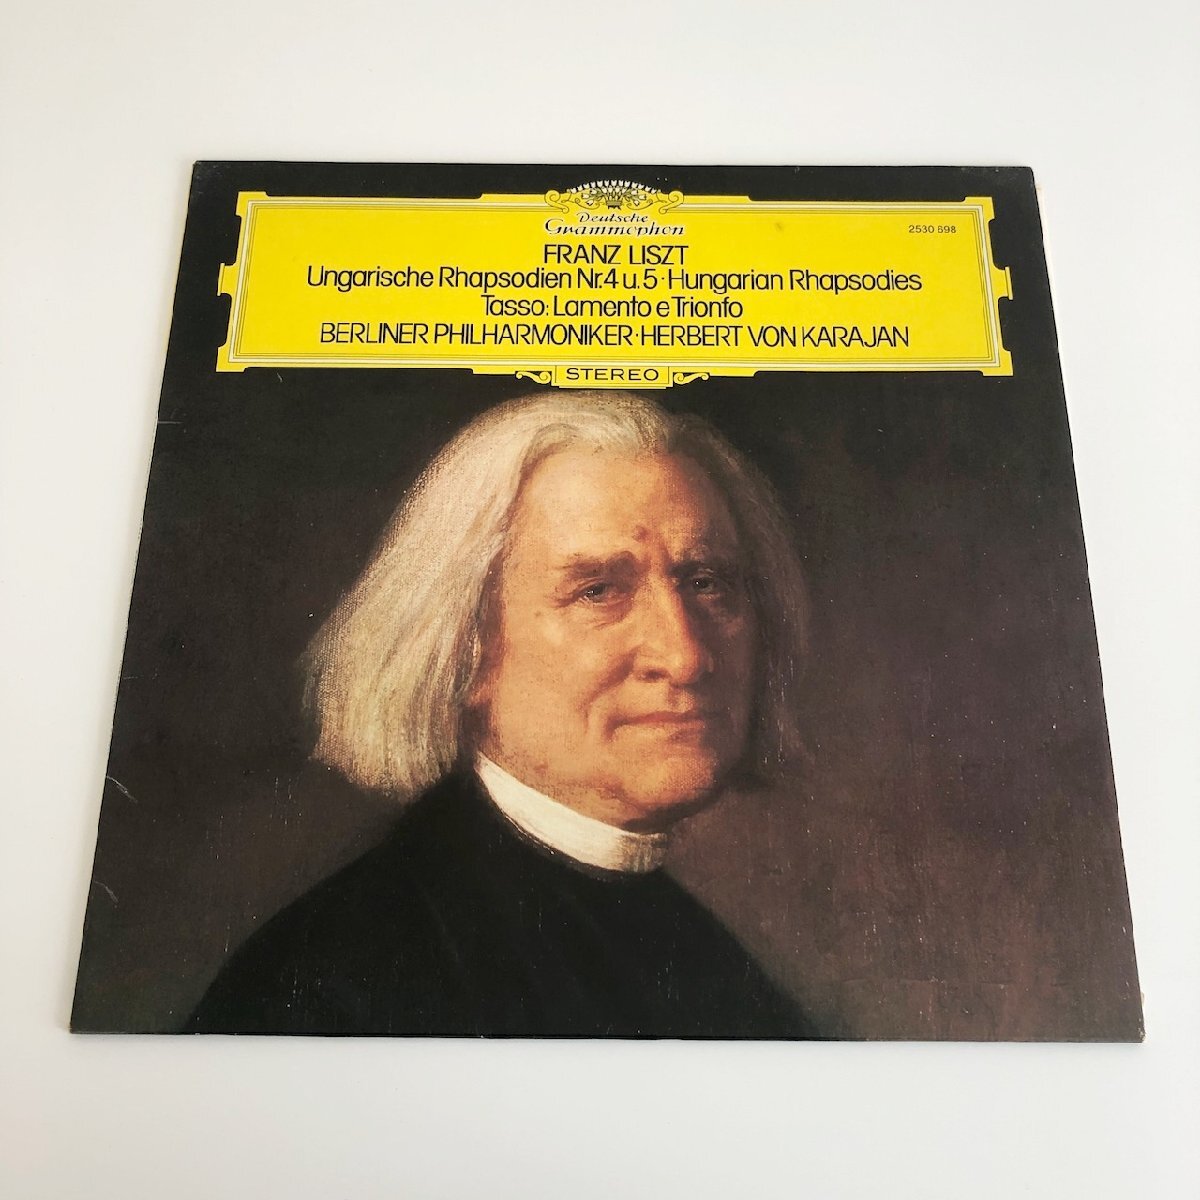 Deutsche
Grammophon
2530 698
FRANZ LISZT
Ungarische Rhapsodien Nr.4 u.5·Hungarian Rhapsodies
Tasso: Lamento e Trionfo
BERLINER PHILHARMONIKER·HERBERT VON KARAJAN
STEREO